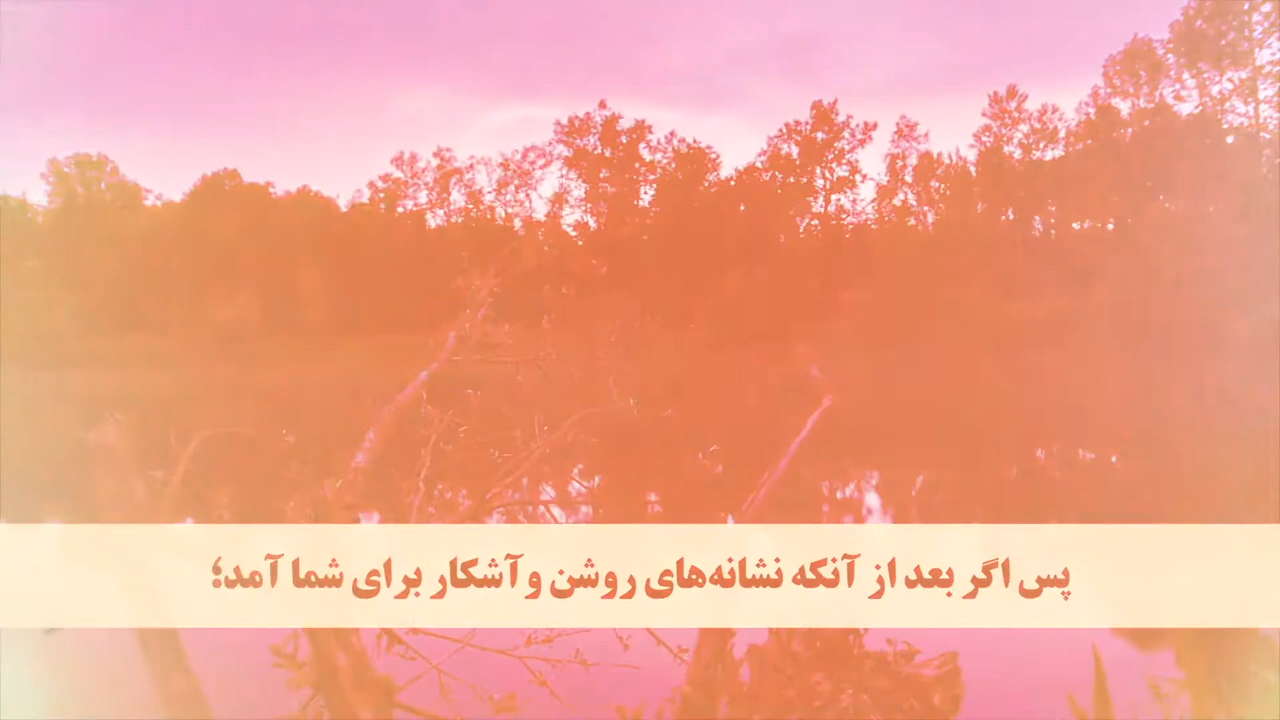 پس اگر بعد از آنکه نشانه‌های روشن و آشکار برای شما آمد؛